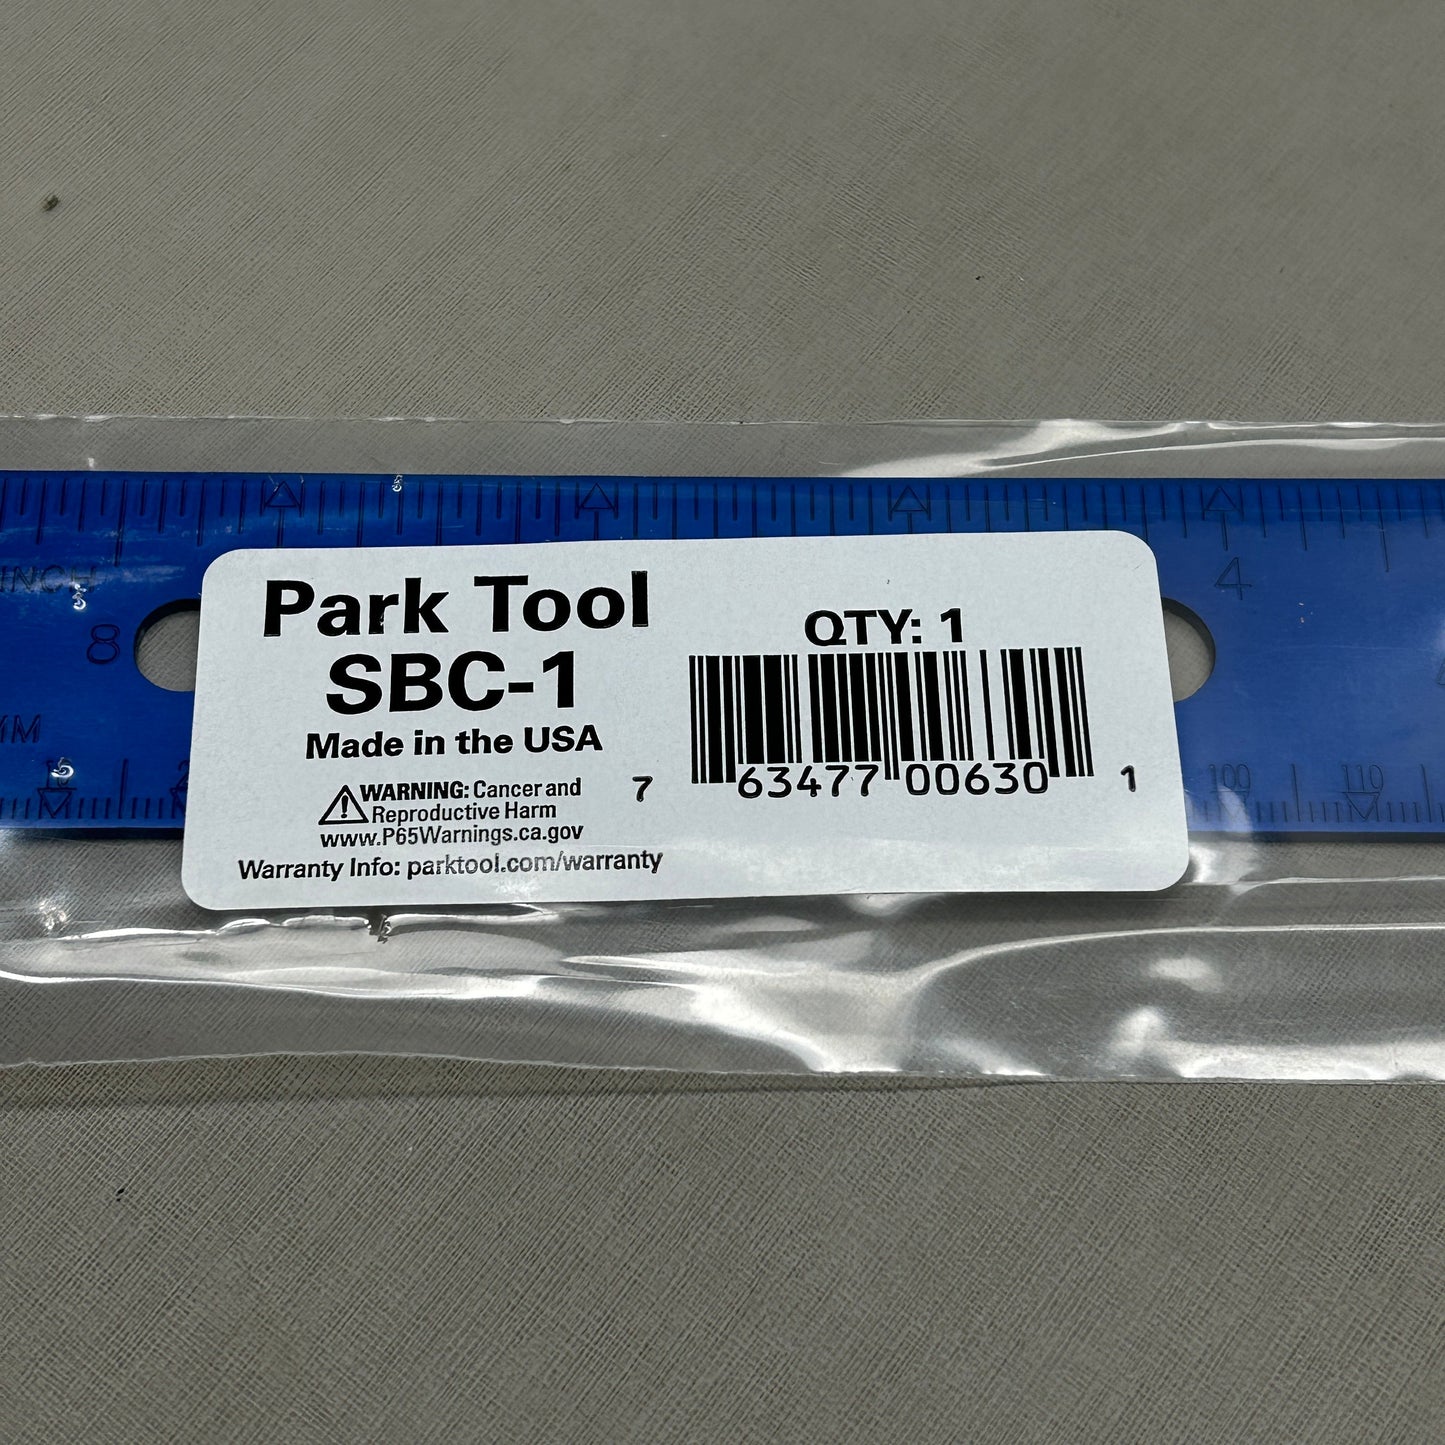 INCH
8
4
MM
10
100
110
Park Tool
SBC-1
Made in the USA
WARNING: Cancer and
Reproductive Harm
www.P65Warnings.ca.gov
Warranty Info: parktool.com/warranty
QTY: 1
7 63477 00630 1